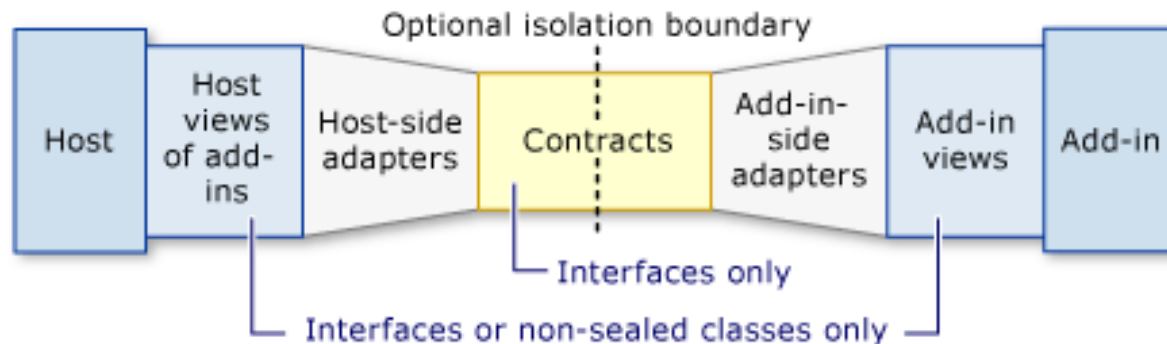 Optional isolation boundary
Host
Host
views
of add-
ins
Host-side
adapters
Contracts
Add-in-
side
adapters
Add-in
views
Add-in
Interfaces only
Interfaces or non-sealed classes only